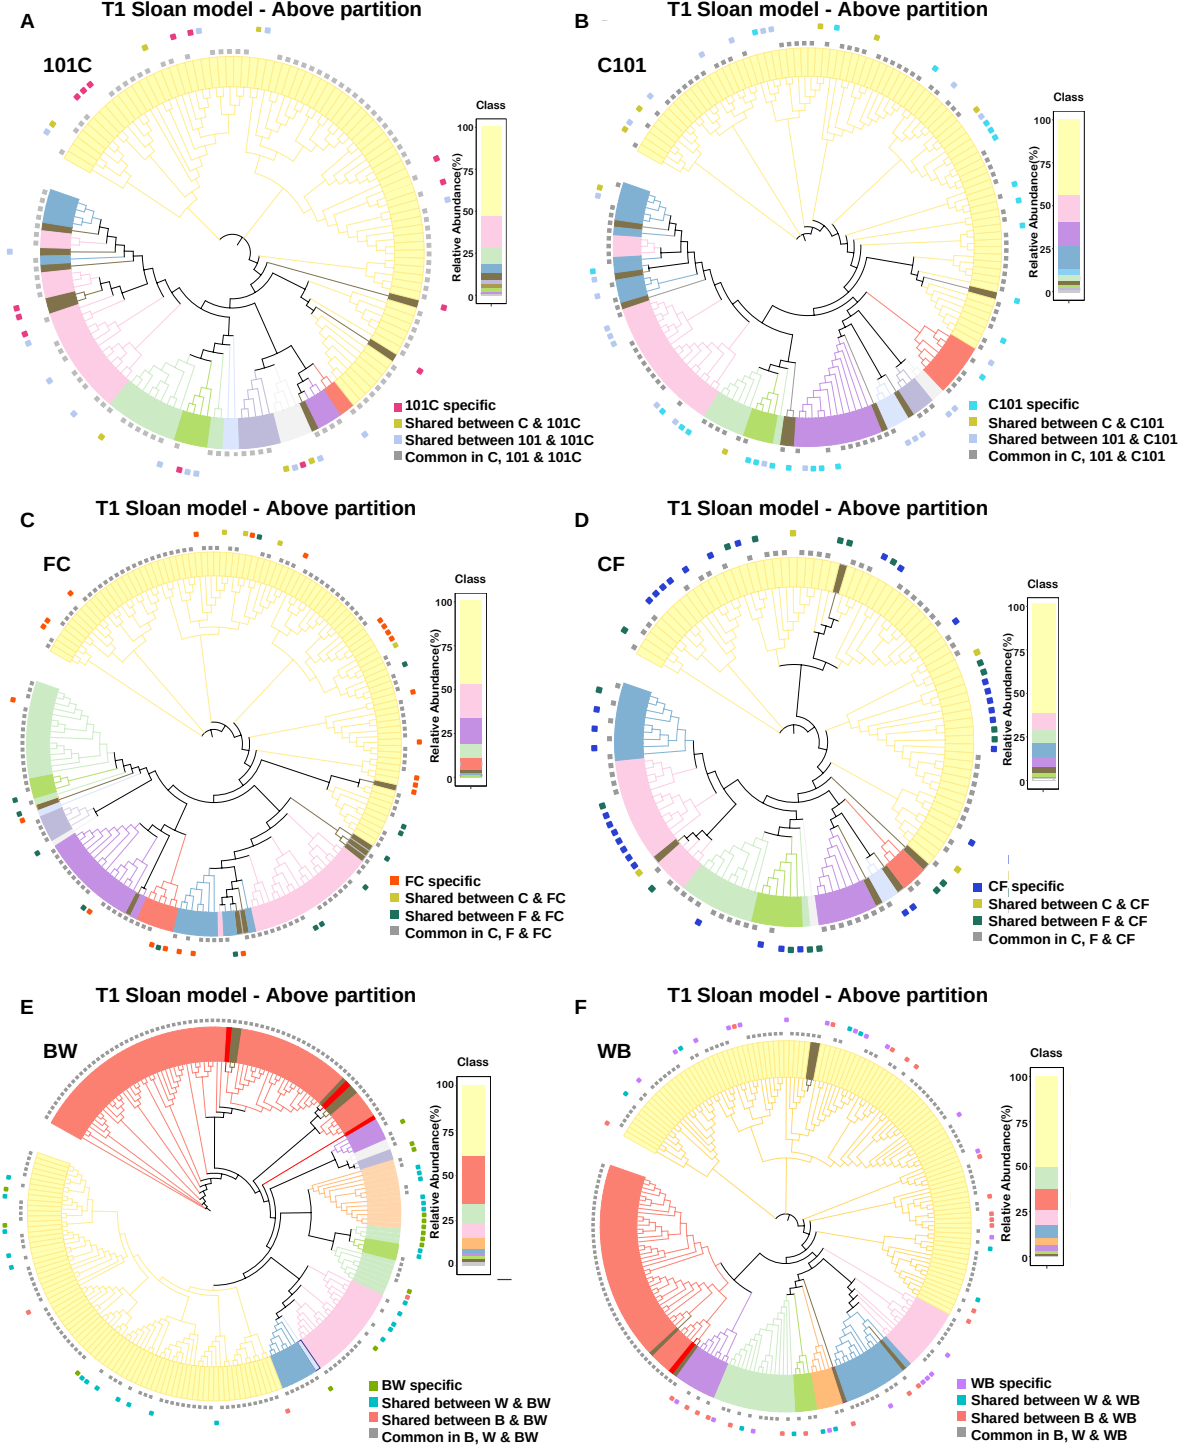 A
T1 Sloan model - Above partition
101C
Class
Relative Abundance(%)
100
75
50
25
0
101C specific
Shared between C & 101C
Shared between 101 & 101C
Common in C, 101 & 101C
B
T1 Sloan model - Above partition
C101
Class
Relative Abundance(%)
100
75
50
25
0
C101 specific
Shared between C & C101
Shared between 101 & C101
Common in C, 101 & C101
C
T1 Sloan model - Above partition
FC
Class
Relative Abundance(%)
100
75
50
25
0
FC specific
Shared between C & FC
Shared between F & FC
Common in C, F & FC
D
T1 Sloan model - Above partition
CF
Class
Relative Abundance(%)
100
75
50
25
0
CF specific
Shared between C & CF
Shared between F & CF
Common in C, F & CF
E
T1 Sloan model - Above partition
BW
Class
Relative Abundance(%)
100
75
50
25
0
BW specific
Shared between W & BW
Shared between B & BW
Common in B, W & BW
F
T1 Sloan model - Above partition
WB
Class
Relative Abundance(%)
100
75
50
25
0
WB specific
Shared between W & WB
Shared between B & WB
Common in B, W & WB